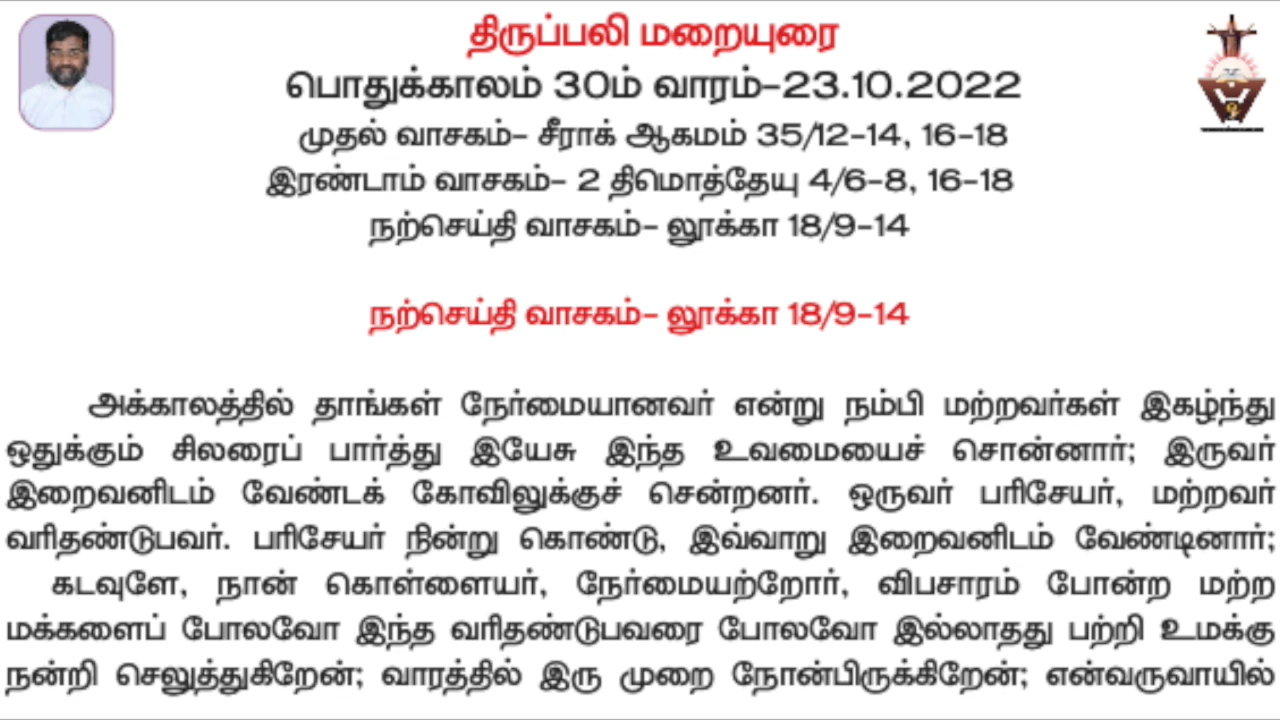 திருப்பலி மறையுரை
பொதுக்காலம் 30ம் வாரம்-23.10.2022
முதல் வாசகம்- சீராக் ஆகமம் 35/12-14, 16-18
இரண்டாம் வாசகம்- 2 திமொத்தேயு 4/6-8, 16-18
நற்செய்தி வாசகம்- லூக்கா 18/9-14
நற்செய்தி வாசகம்- லூக்கா 18/9-14
அக்காலத்தில் தாங்கள் நேர்மையானவர் என்று நம்பி மற்றவர்கள் இகழ்ந்து
ஒதுக்கும் சிலரைப் பார்த்து இயேசு இந்த உவமையைச் சொன்னார்; இருவர்
இறைவனிடம் வேண்டக் கோவிலுக்குச் சென்றனர். ஒருவர் பரிசேயர், மற்றவர்
வரிதண்டுபவர். பரிசேயர் நின்று கொண்டு, இவ்வாறு இறைவனிடம் வேண்டினார்;
கடவுளே, நான் கொள்ளையர், நேர்மையற்றோர், விபசாரம் போன்ற மற்ற
மக்களைப் போலவோ இந்த வரிதண்டுபவரை போலவோ இல்லாதது பற்றி உமக்கு
நன்றி செலுத்துகிறேன்; வாரத்தில் இரு முறை நோன்பிருக்கிறேன்; என்வருவாயில்